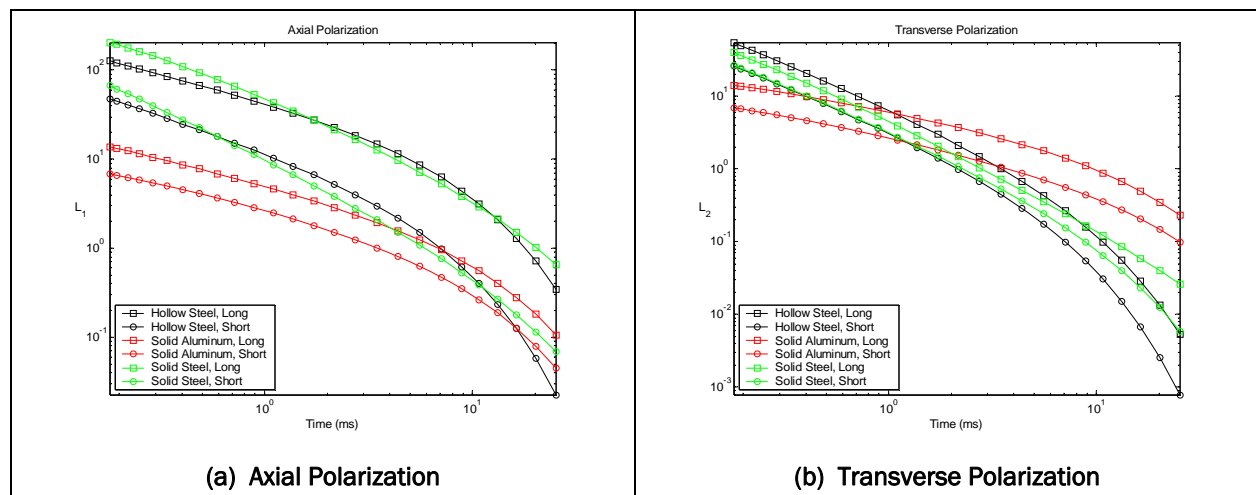 Axial Polarization
10^2
10^1
10^0
10^-1
L_1
Hollow Steel, Long
Hollow Steel, Short
Solid Aluminum, Long
Solid Aluminum, Short
Solid Steel, Long
Solid Steel, Short
10^0
10^1
Time (ms)
(a) Axial Polarization
Transverse Polarization
10^1
10^0
10^-1
10^-2
10^-3
L_2
Hollow Steel, Long
Hollow Steel, Short
Solid Aluminum, Long
Solid Aluminum, Short
Solid Steel, Long
Solid Steel, Short
10^0
10^1
Time (ms)
(b) Transverse Polarization